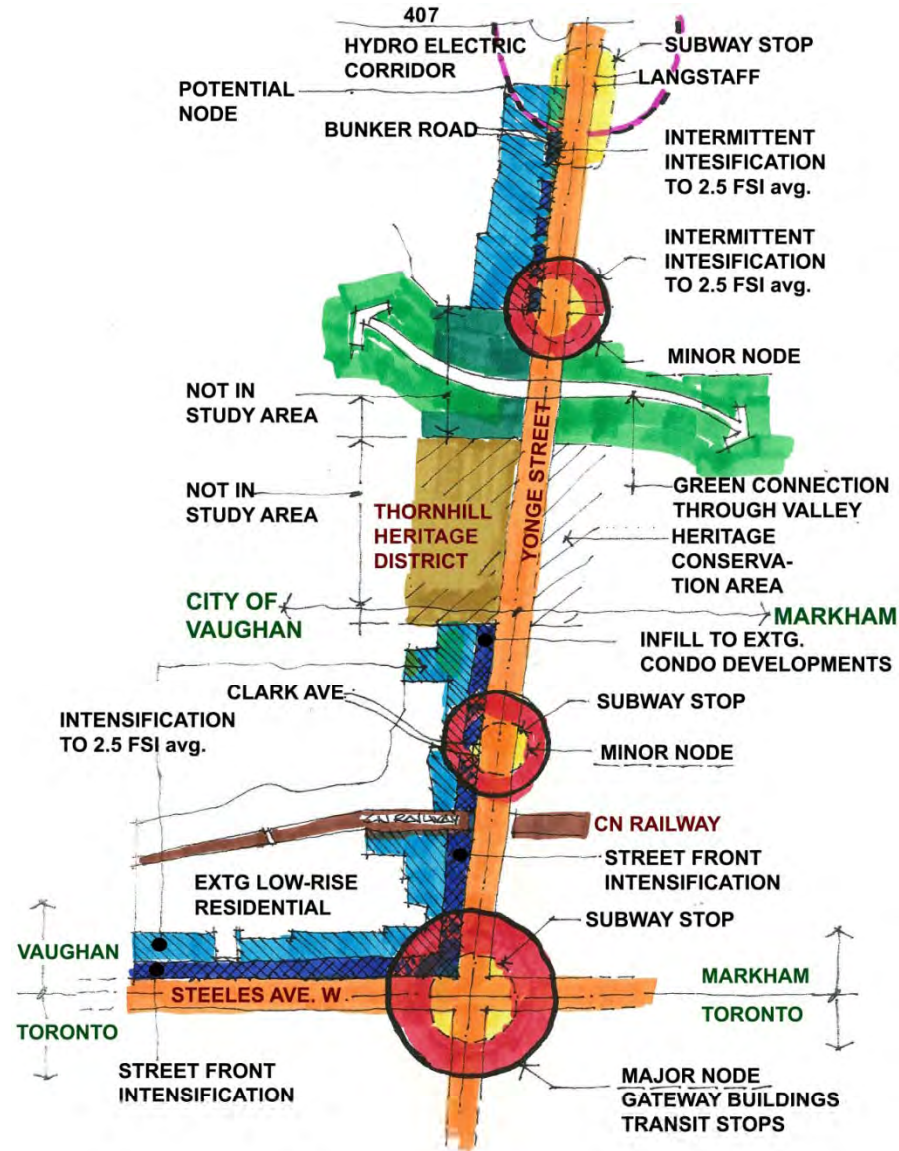 407
HYDRO ELECTRIC
CORRIDOR
SUBWAY STOP
LANGSTAFF
POTENTIAL
NODE
BUNKER ROAD
INTERMITTENT
INTESIFICATION
TO 2.5 FSI avg.
INTERMITTENT
INTESIFICATION
TO 2.5 FSI avg.
MINOR NODE
NOT IN
STUDY AREA
YONGE STREET
NOT IN
STUDY AREA
THORNHILL
HERITAGE
DISTRICT
GREEN CONNECTION
THROUGH VALLEY
HERITAGE
CONSERVA-
TION AREA
CITY OF
VAUGHAN
MARKHAM
INFILL TO EXTG.
CONDO DEVELOPMENTS
CLARK AVE
SUBWAY STOP
INTENSIFICATION
TO 2.5 FSI avg.
MINOR NODE
CN RAILWAY
CN RAILWAY
STREET FRONT
INTENSIFICATION
EXTG LOW-RISE
RESIDENTIAL
SUBWAY STOP
VAUGHAN
MARKHAM
STEELES AVE. W
TORONTO
TORONTO
STREET FRONT
INTENSIFICATION
MAJOR NODE
GATEWAY BUILDINGS
TRANSIT STOPS